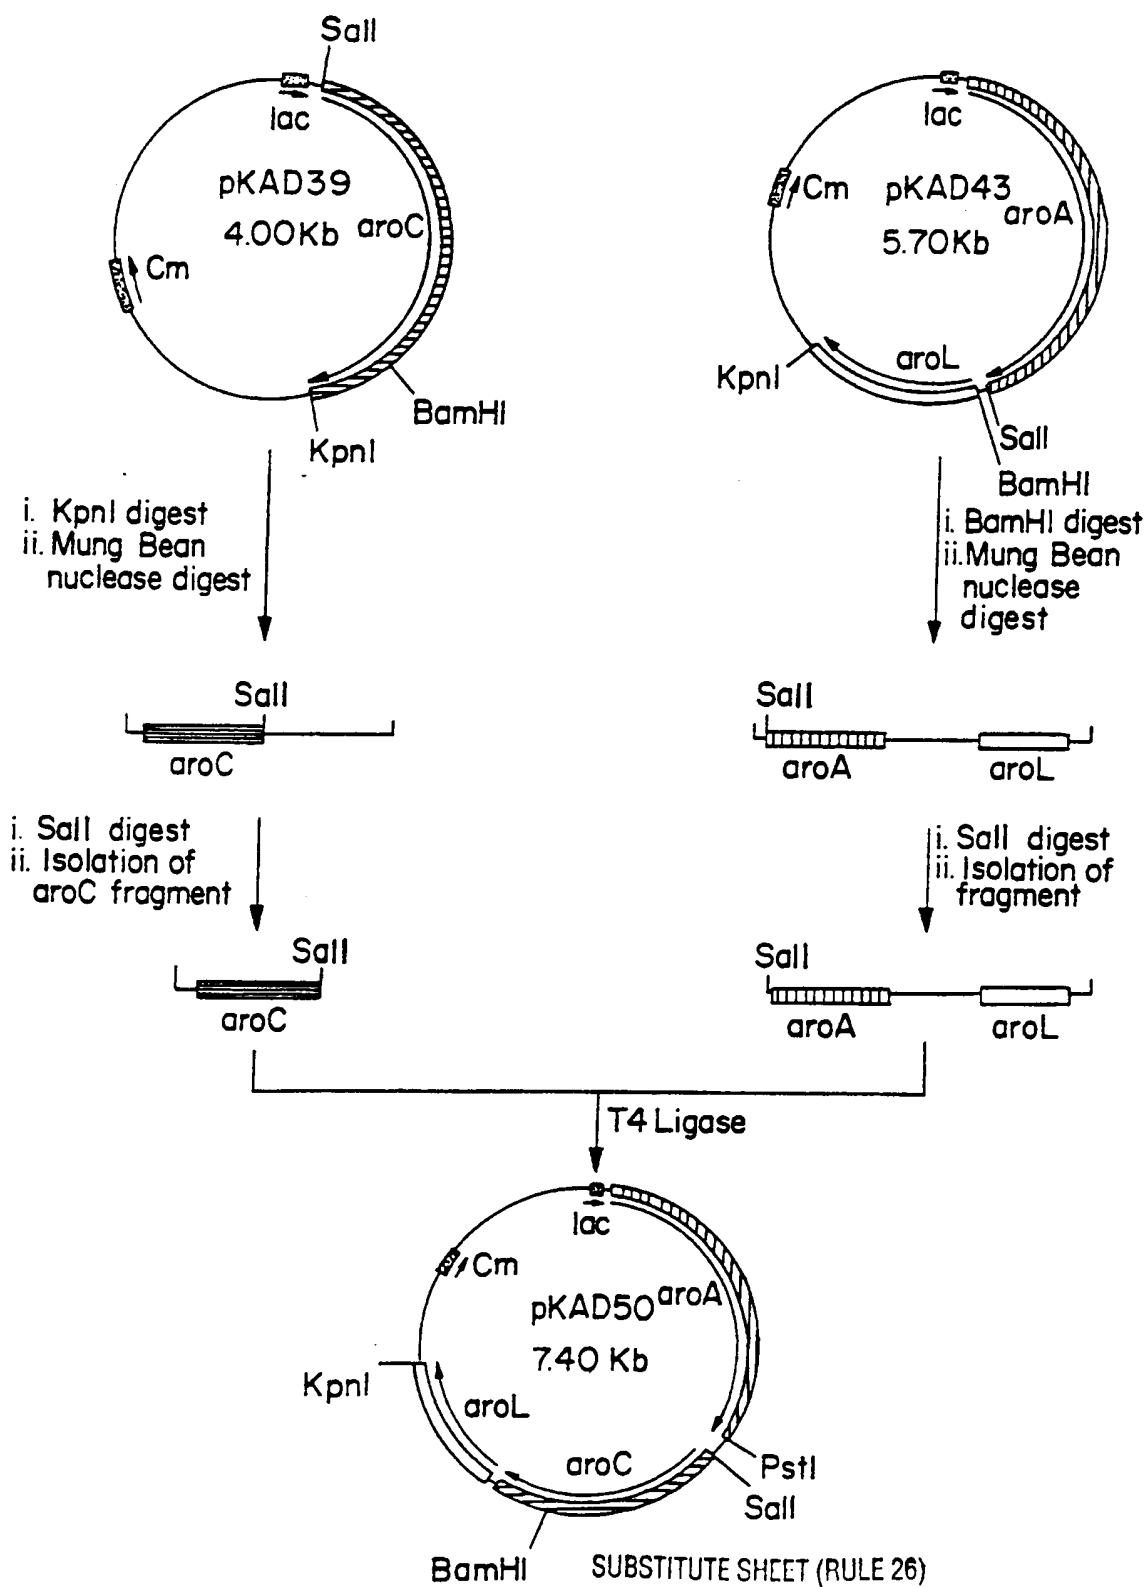 SalI
lac
pKAD39
4.00Kb
aroC
Cm
BamHI
KpnI
lac
Cm
pKAD43
5.70Kb
aroA
aroL
KpnI
SalI
BamHI
i. KpnI digest
ii. Mung Bean
nuclease digest
i. BamHI digest
ii. Mung Bean
nuclease
digest
SalI
aroC
SalI
aroA
aroL
i. SalI digest
ii. Isolation of
aroC fragment
i. SalI digest
ii. Isolation of
fragment
SalI
aroC
SalI
aroA
aroL
T4 Ligase
lac
Cm
pKAD50
7.40 Kb
aroA
KpnI
aroL
aroC
PstI
SalI
BamHI
SUBSTITUTE SHEET (RULE 26)